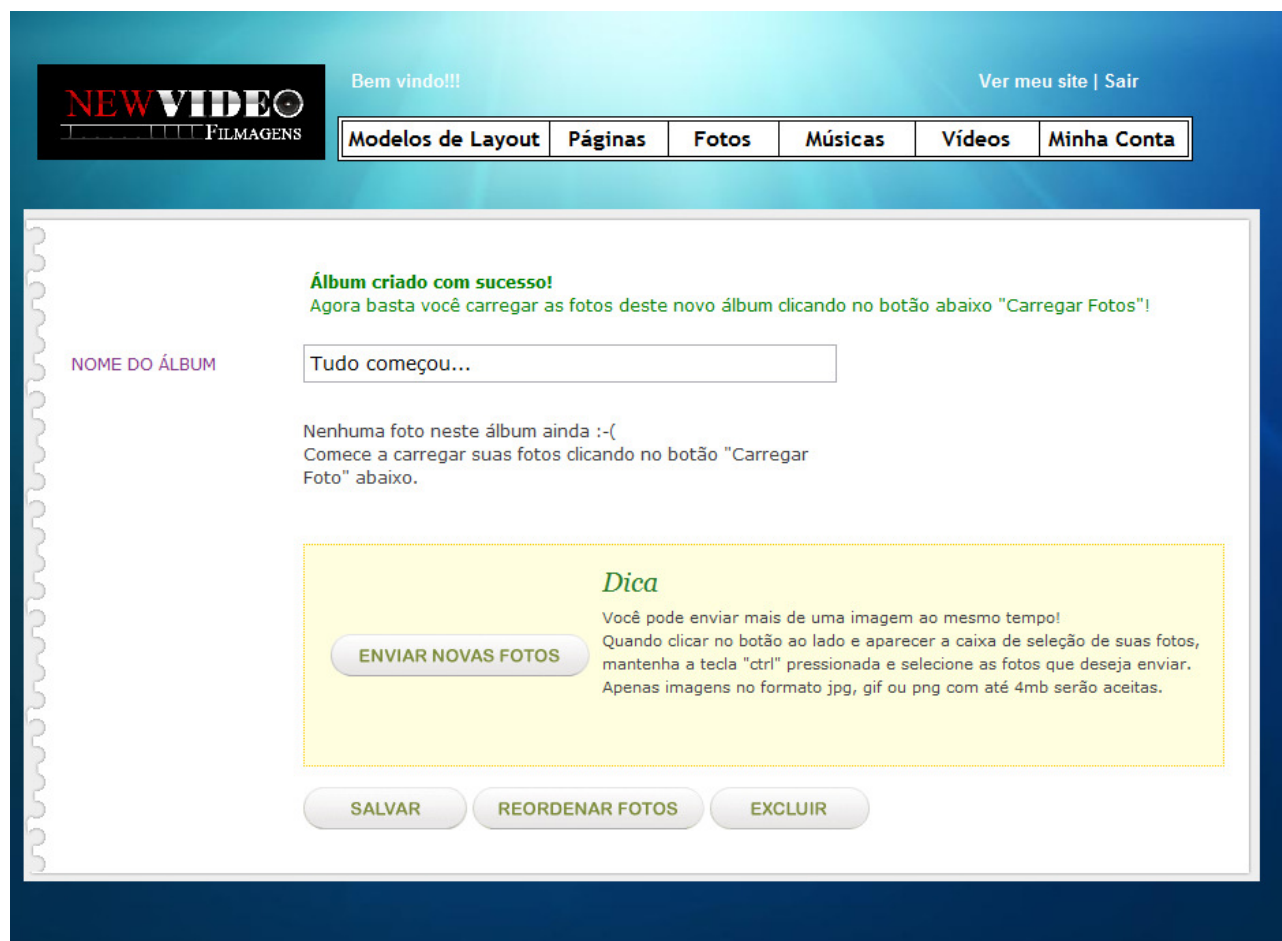 NEWVIDEO
FILMAGENS
Bem vindo!!!
Ver meu site | Sair
Modelos de Layout Páginas Fotos Músicas Vídeos Minha Conta
Álbum criado com sucesso!
Agora basta você carregar as fotos deste novo álbum clicando no botão abaixo "Carregar Fotos"!
NOME DO ÁLBUM
Tudo começou...
Nenhuma foto neste álbum ainda :-(
Comece a carregar suas fotos clicando no botão "Carregar
Foto" abaixo.
ENVIAR NOVAS FOTOS
Dica
Você pode enviar mais de uma imagem ao mesmo tempo!
Quando clicar no botão ao lado e aparecer a caixa de seleção de suas fotos,
mantenha a tecla "ctrl" pressionada e selecione as fotos que deseja enviar.
Apenas imagens no formato jpg, gif ou png com até 4mb serão aceitas.
SALVAR REORDENAR FOTOS EXCLUIR